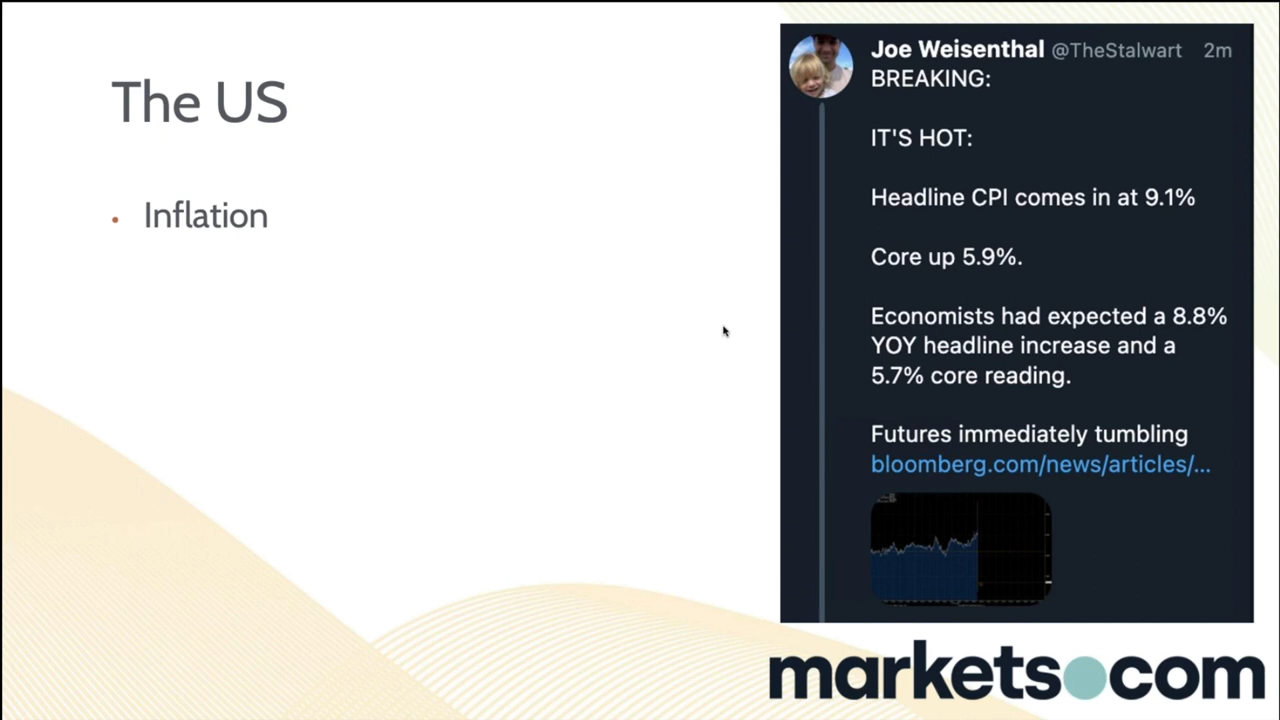 The US
• Inflation
Joe Weisenthal @TheStalwart 2m
BREAKING:
IT'S HOT:
Headline CPI comes in at 9.1%
Core up 5.9%.
Economists had expected a 8.8%
YOY headline increase and a
5.7% core reading.
Futures immediately tumbling
bloomberg.com/news/articles/...
markets.com